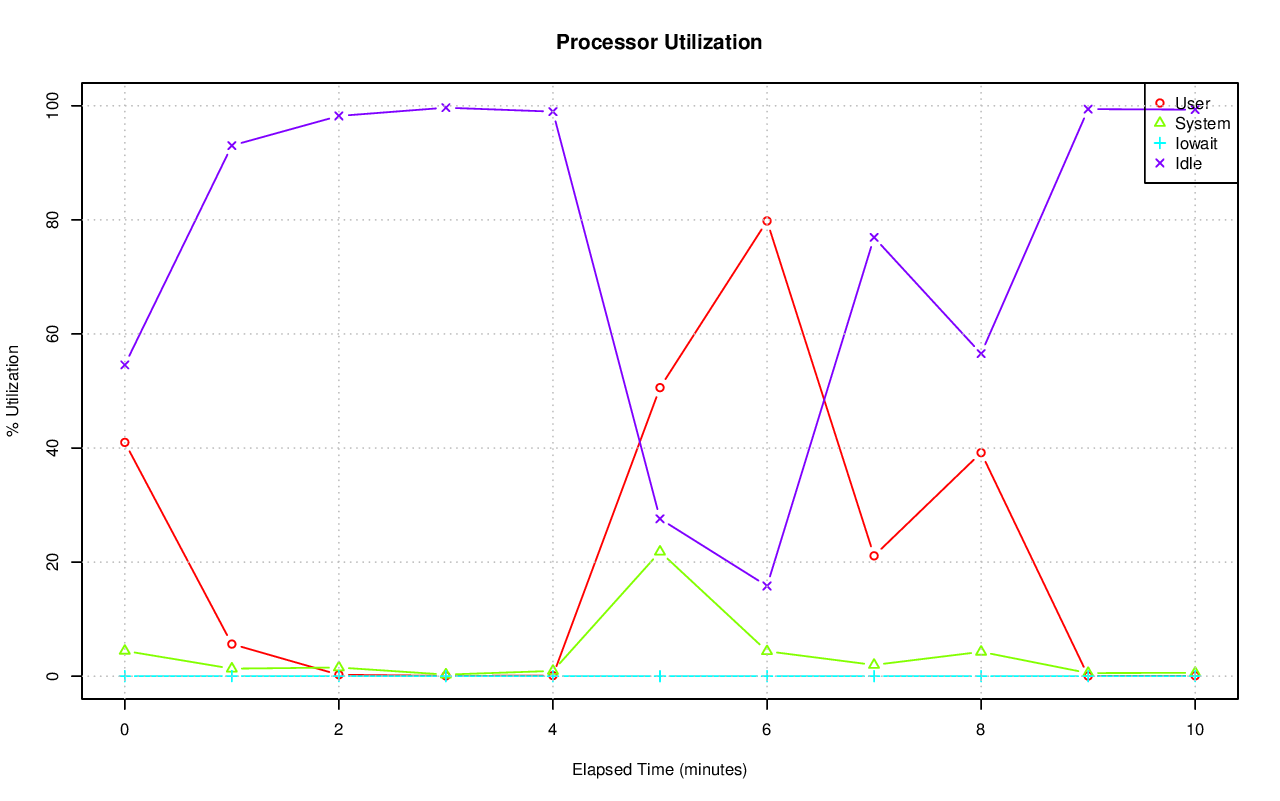 Processor Utilization
% Utilization
100
80
60
40
20
0
User
System
Iowait
Idle
0 2 4 6 8 10
Elapsed Time (minutes)